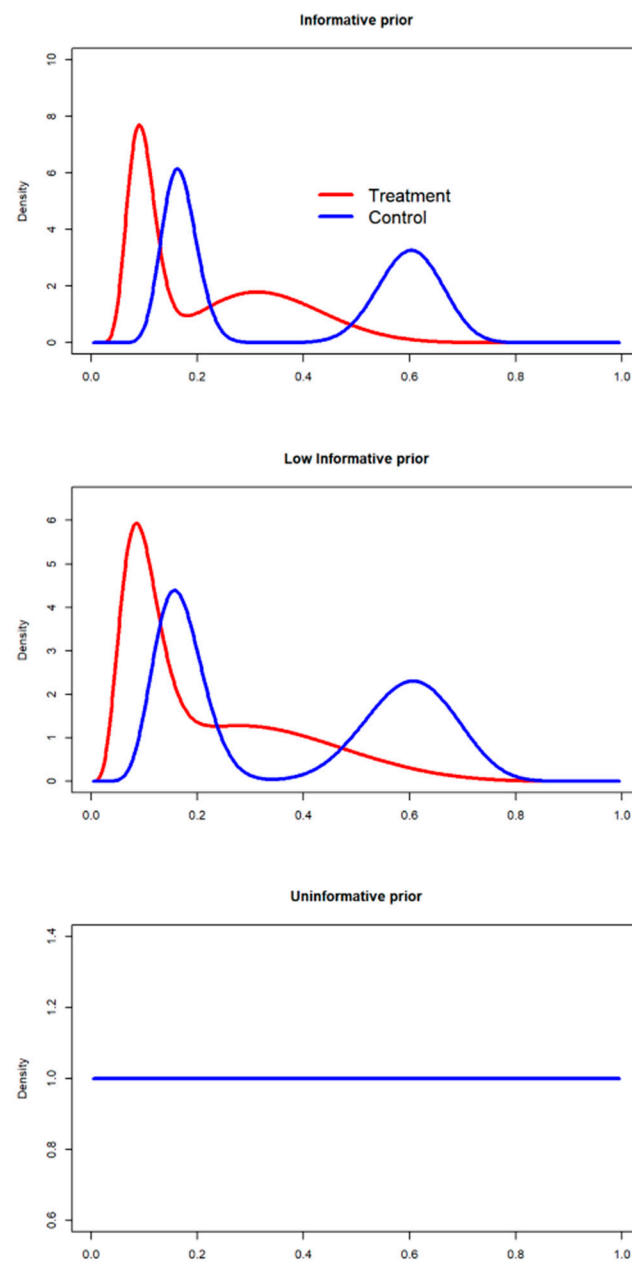 Informative prior
10
8
6
4
2
0
Density
Treatment
Control
0.0 0.2 0.4 0.6 0.8 1.0
Low Informative prior
6
5
4
3
2
1
0
Density
0.0 0.2 0.4 0.6 0.8 1.0
Uninformative prior
1.4
1.2
1.0
0.8
0.6
Density
0.0 0.2 0.4 0.6 0.8 1.0